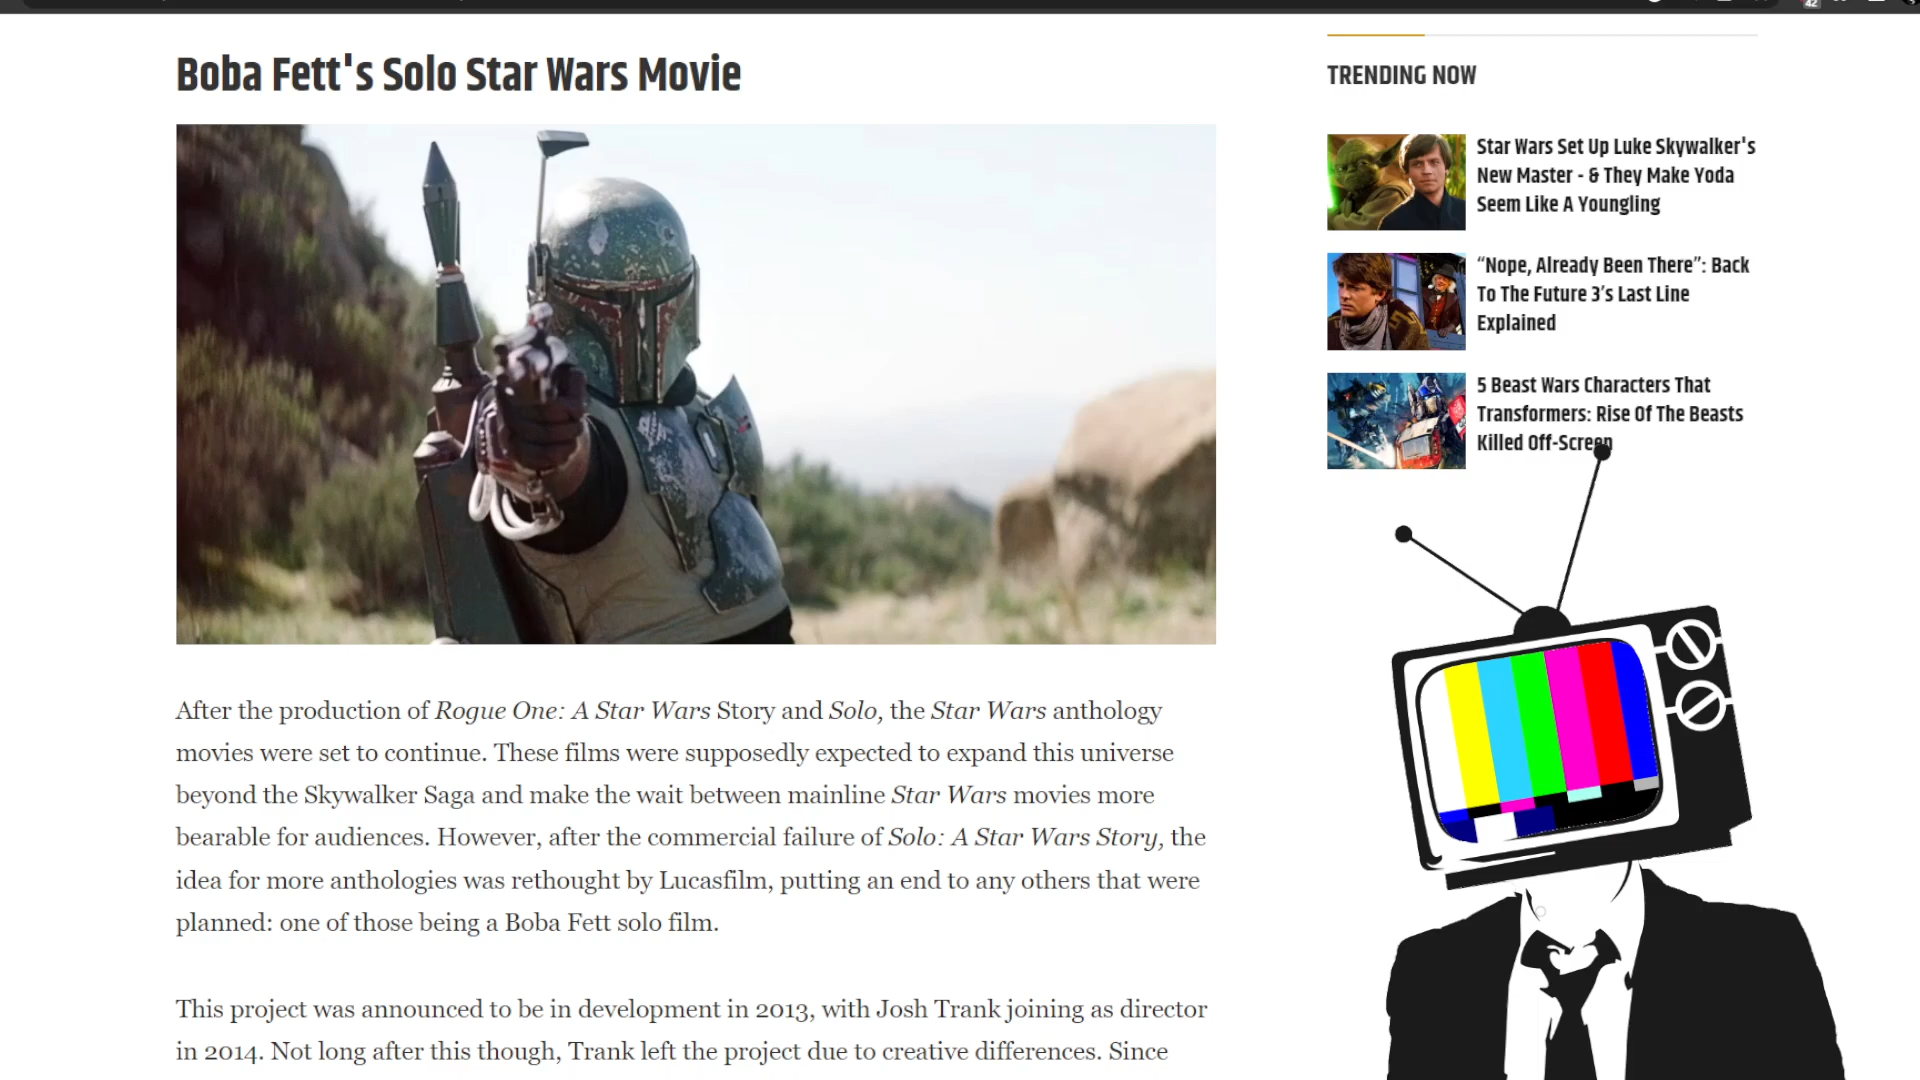 42
Boba Fett's Solo Star Wars Movie
After the production of Rogue One: A Star Wars Story and Solo, the Star Wars anthology
movies were set to continue. These films were supposedly expected to expand this universe
beyond the Skywalker Saga and make the wait between mainline Star Wars movies more
bearable for audiences. However, after the commercial failure of Solo: A Star Wars Story, the
idea for more anthologies was rethought by Lucasfilm, putting an end to any others that were
planned: one of those being a Boba Fett solo film.
This project was announced to be in development in 2013, with Josh Trank joining as director
in 2014. Not long after this though, Trank left the project due to creative differences. Since
TRENDING NOW
Star Wars Set Up Luke Skywalker's
New Master - & They Make Yoda
Seem Like A Youngling
“Nope, Already Been There”: Back
To The Future 3’s Last Line
Explained
5 Beast Wars Characters That
Transformers: Rise Of The Beasts
Killed Off-Screen